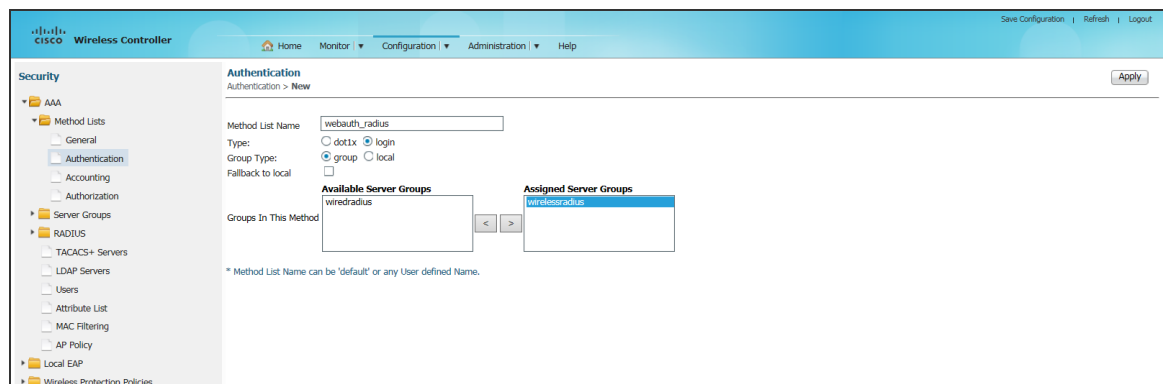 Save Configuration | Refresh | Logout
CISCO Wireless Controller
Home Monitor Configuration Administration Help
Security
AAA
Method Lists
General
Authentication
Accounting
Authorization
Server Groups
RADIUS
TACACS+ Servers
LDAP Servers
Users
Attribute List
MAC Filtering
AP Policy
Local EAP
Wireless Protection Policies
Authentication
Authentication > New
Apply
Method List Name webauth_radius
Type: dot1x login
Group Type: group local
Fallback to local
Available Server Groups Assigned Server Groups
wiredradius wirelessradius
Groups In This Method < >
* Method List Name can be 'default' or any User defined Name.